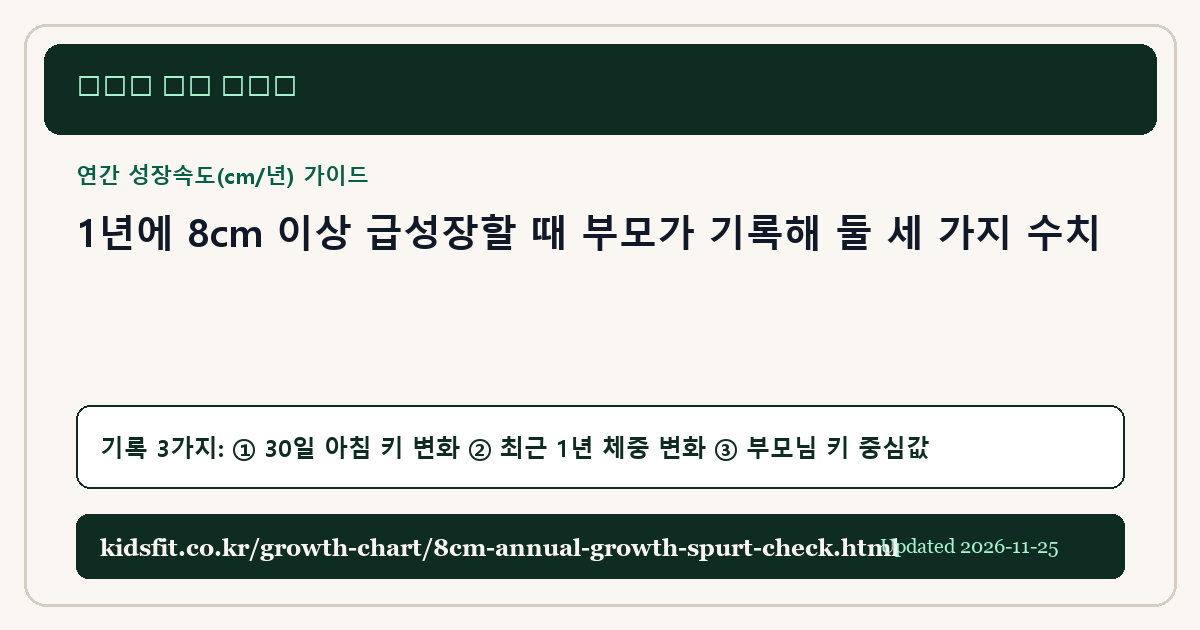 연간 성장속도(cm/년) 가이드
1년에 8cm 이상 급성장할 때 부모가 기록해 둘 세 가지 수치
기록 3가지: ① 30일 아침 키 변화 ② 최근 1년 체중 변화 ③ 부모님 키 중심값
kidsfit.co.kr/growth-chart/8cm-annual-growth-spurt-check.html
Updated 2026-11-25